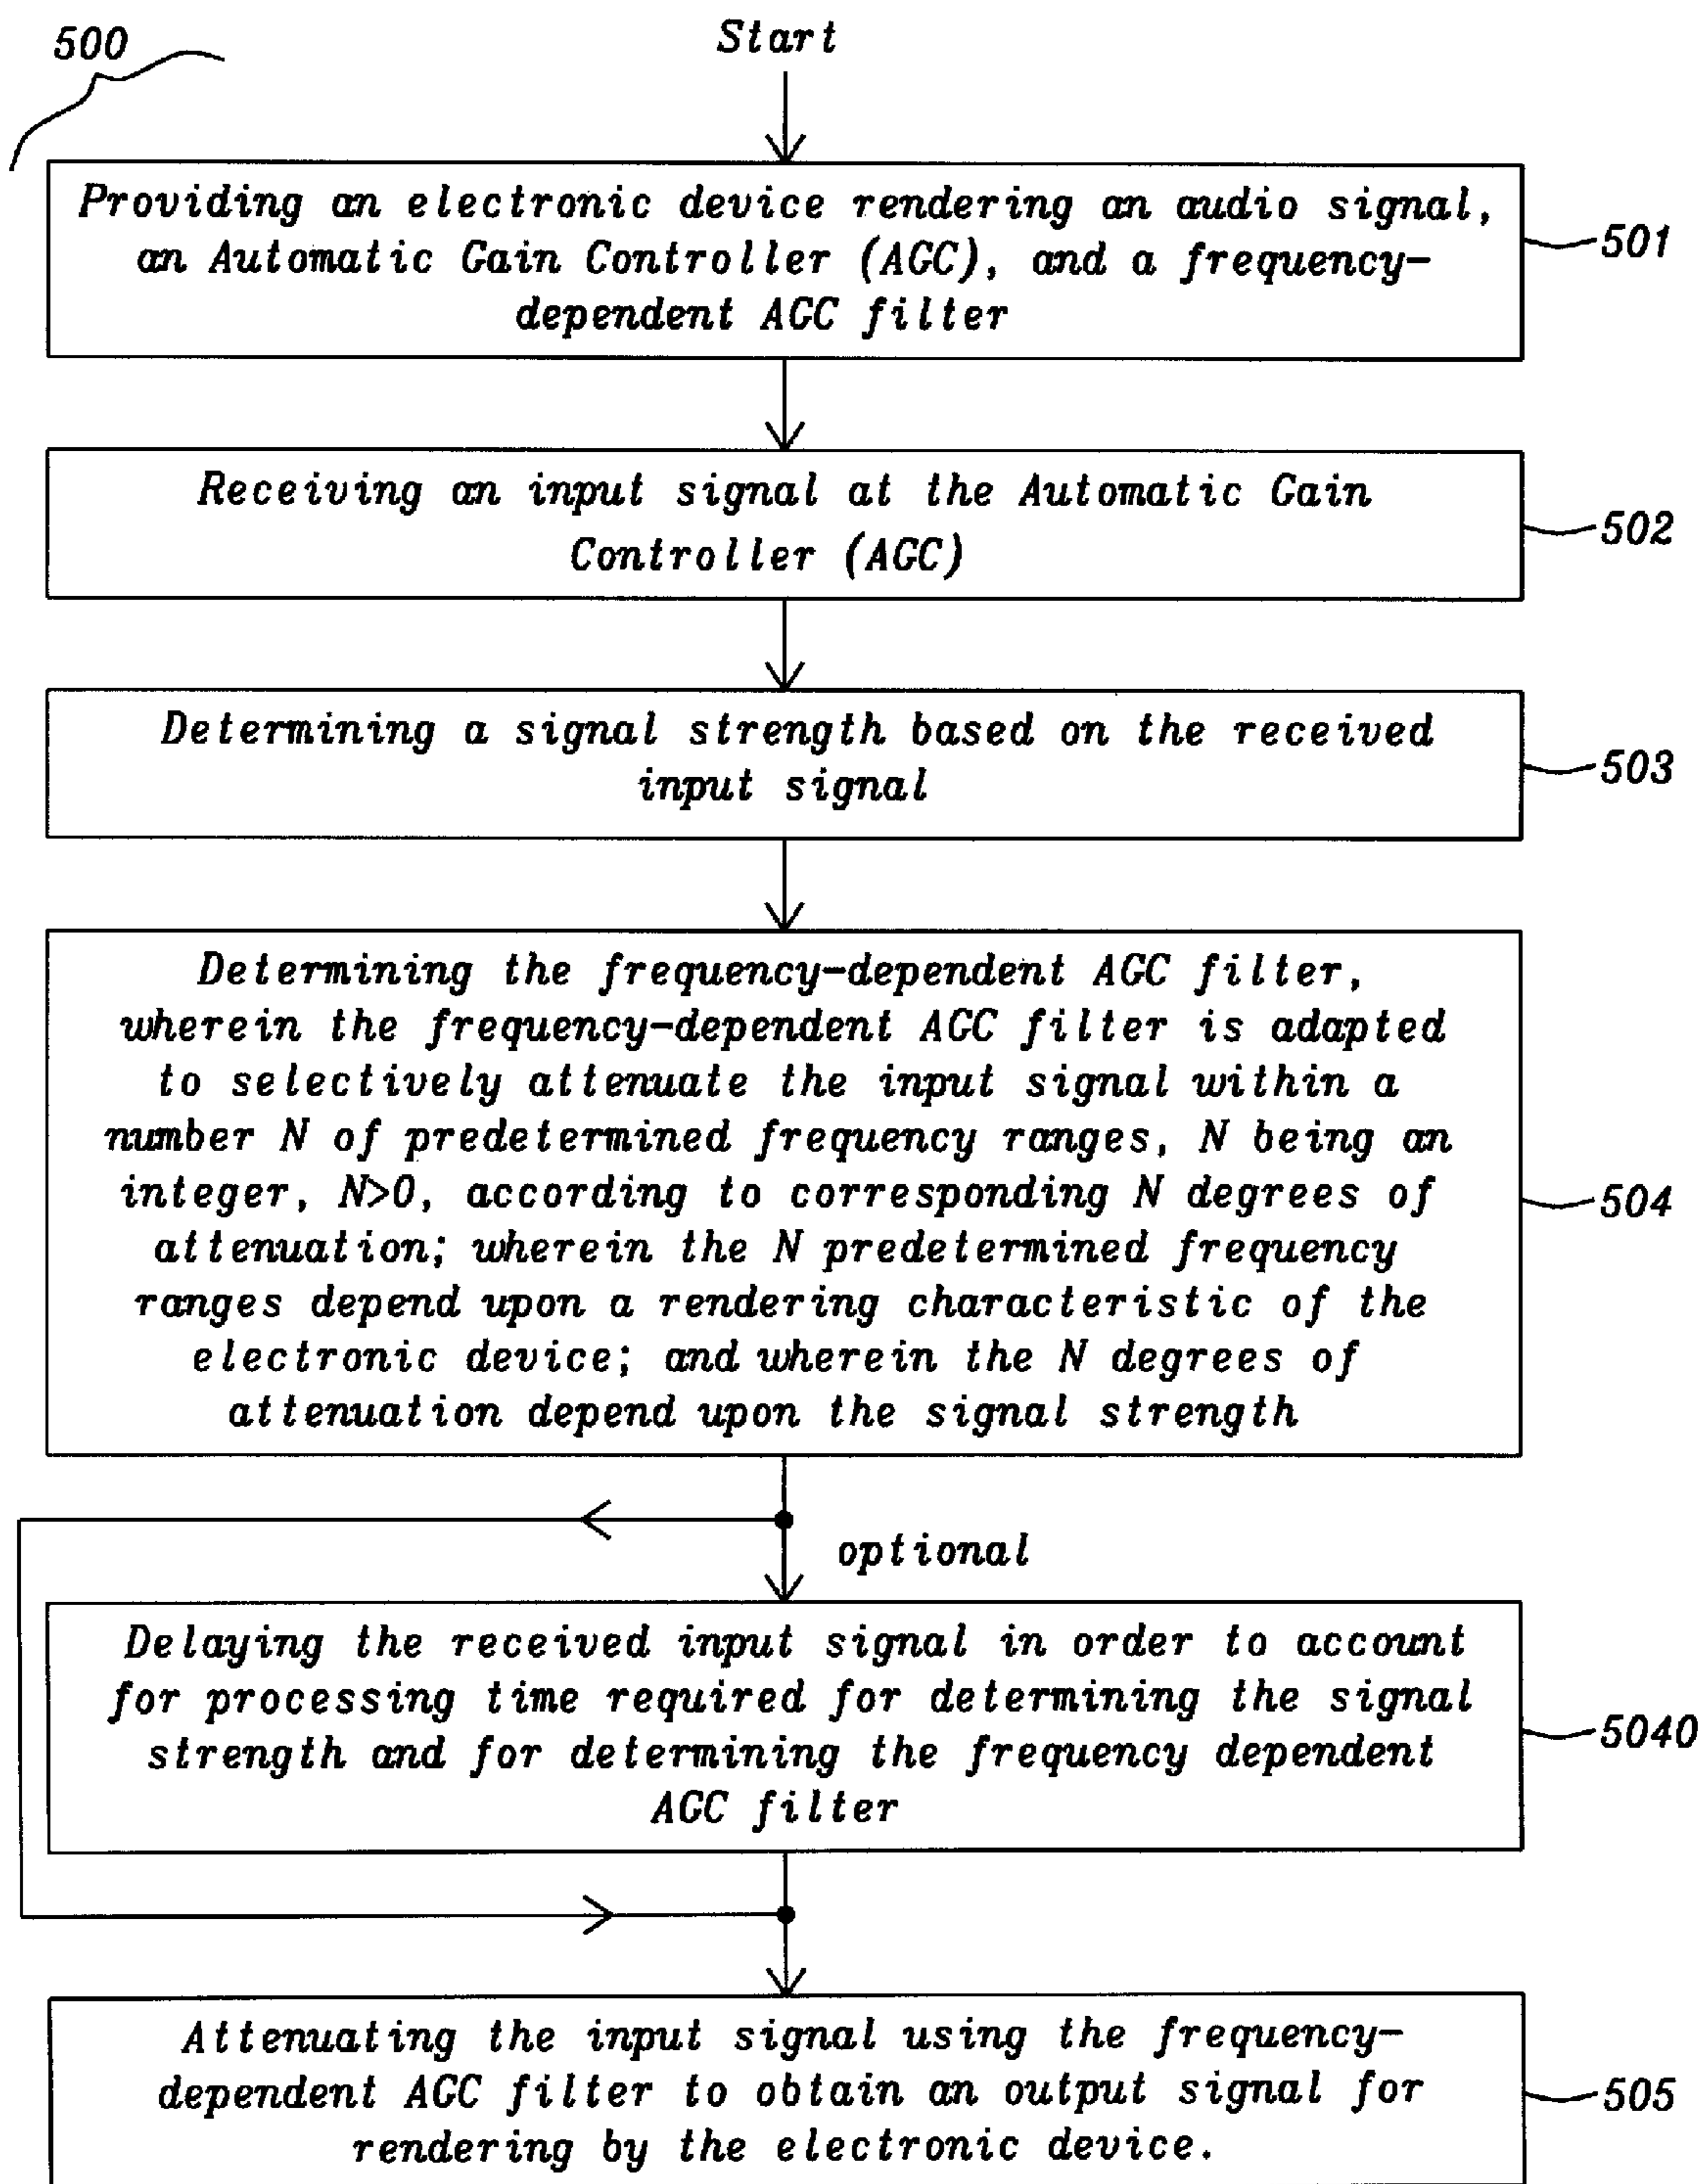 500
Start
Providing an electronic device rendering an audio signal,
an Automatic Gain Controller (AGC), and a frequency-
dependent AGC filter
501
Receiving an input signal at the Automatic Gain
Controller (AGC)
502
Determining a signal strength based on the received
input signal
503
Determining the frequency-dependent AGC filter,
wherein the frequency-dependent AGC filter is adapted
to selectively attenuate the input signal within a
number N of predetermined frequency ranges, N being an
integer, N>0, according to corresponding N degrees of
attenuation; wherein the N predetermined frequency
ranges depend upon a rendering characteristic of the
electronic device; and wherein the N degrees of
attenuation depend upon the signal strength
504
optional
Delaying the received input signal in order to account
for processing time required for determining the signal
strength and for determining the frequency dependent
AGC filter
5040
Attenuating the input signal using the frequency-
dependent AGC filter to obtain an output signal for
rendering by the electronic device.
505